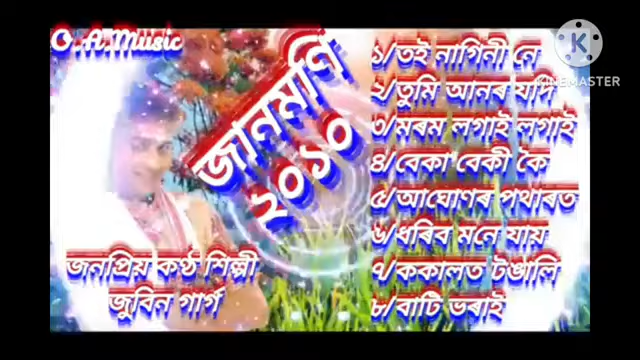 O.A.Music
জানমণি
২০১০
জনপ্ৰিয় কণ্ঠ শিল্পী
জুবিন গাৰ্গ
১/তই নাগিনী নে
২/তুমি আনৰ যদি
৩/মৰম লগাই লগাই
৪/বেকা বেকী কৈ
৫/আঘোণৰ পথাৰত
৬/ধৰিব মনে যায়
৭/ককালত টঙালি
৮/বাটি ভৰাই
KINEMASTER